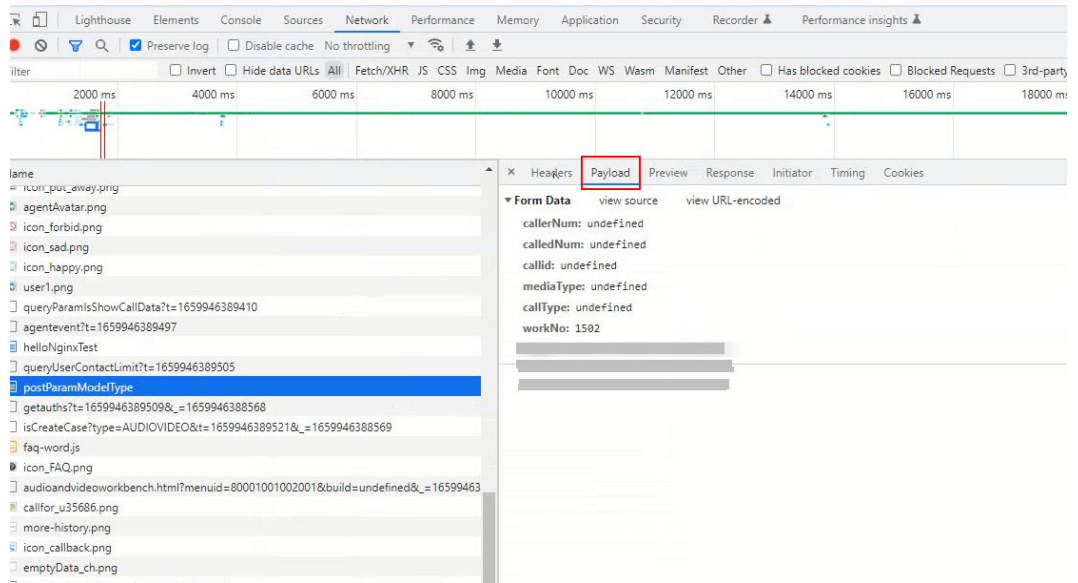 Lighthouse Elements Console Sources Network Performance Memory Application Security Recorder Performance insights
Preserve log Disable cache No throttling
ilter Invert Hide data URLs All Fetch/XHR JS CSS Img Media Font Doc WS Wasm Manifest Other Has blocked cookies Blocked Requests 3rd-party
2000 ms 4000 ms 6000 ms 8000 ms 10000 ms 12000 ms 14000 ms 16000 ms 18000 ms
lame
icon_put_away.png
agentAvatar.png
icon_forbid.png
icon_sad.png
icon_happy.png
user1.png
queryParamIsShowCallData?t=1659946389410
agentevent?t=1659946389497
helloNginxTest
queryUserContactLimit?t=1659946389505
postParamModelType
getauths?t=1659946389509&_=1659946388568
isCreateCase?type=AUDIOVIDEO&t=1659946389521&_=1659946388569
faq-word.js
icon_FAQ.png
audioandvideoworkbench.html?menuid=80001001002001&build=undefined&_=16599463
callfor_u35686.png
more-history.png
icon_callback.png
emptyData_ch.png
× Headers Payload Preview Response Initiator Timing Cookies
Form Data view source view URL-encoded
callerNum: undefined
calledNum: undefined
callid: undefined
mediaType: undefined
callType: undefined
workNo: 1502